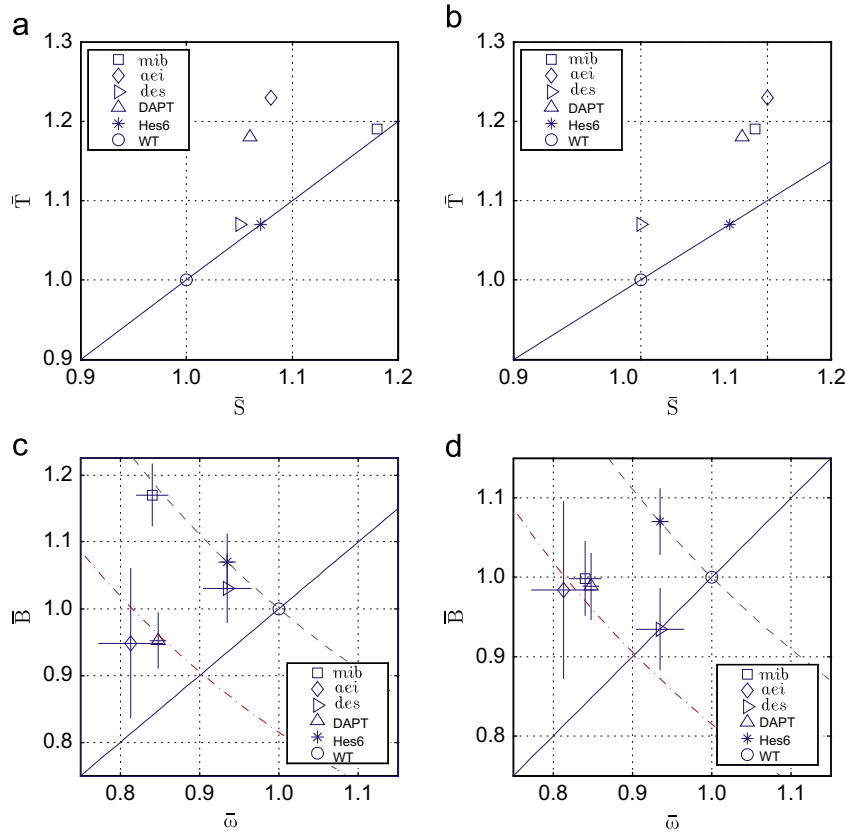 a
1.3
1.2
1.1
1.0
0.9
T̄
0.9
1.0
1.1
1.2
S̄
mib
aei
des
DAPT
Hes6
WT
b
1.3
1.2
1.1
1.0
0.9
T̄
0.9
1.0
1.1
1.2
S̄
mib
aei
des
DAPT
Hes6
WT
c
1.2
1.1
1.0
0.9
0.8
B̄
0.8
0.9
1.0
1.1
ω̄
mib
aei
des
DAPT
Hes6
WT
d
1.1
1.0
0.9
0.8
B̄
0.8
0.9
1.0
1.1
ω̄
mib
aei
des
DAPT
Hes6
WT